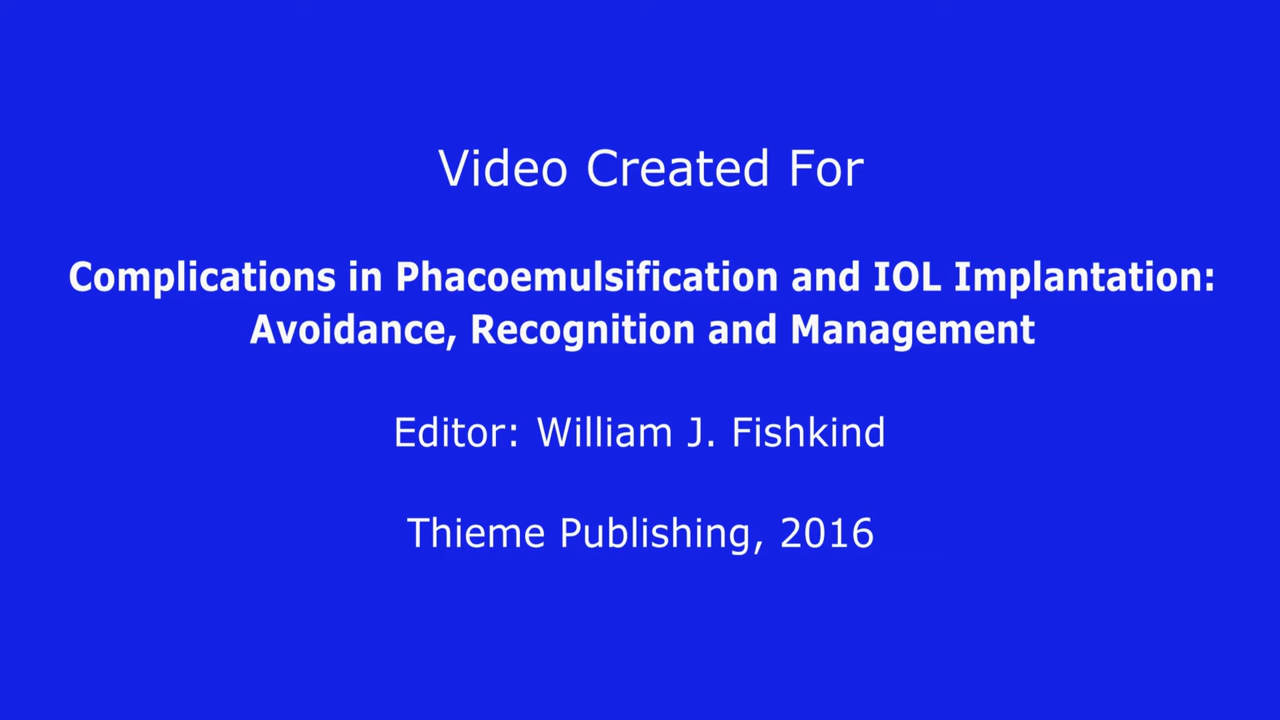 Video Created For
Complications in Phacoemulsification and IOL Implantation:
Avoidance, Recognition and Management
Editor: William J. Fishkind
Thieme Publishing, 2016